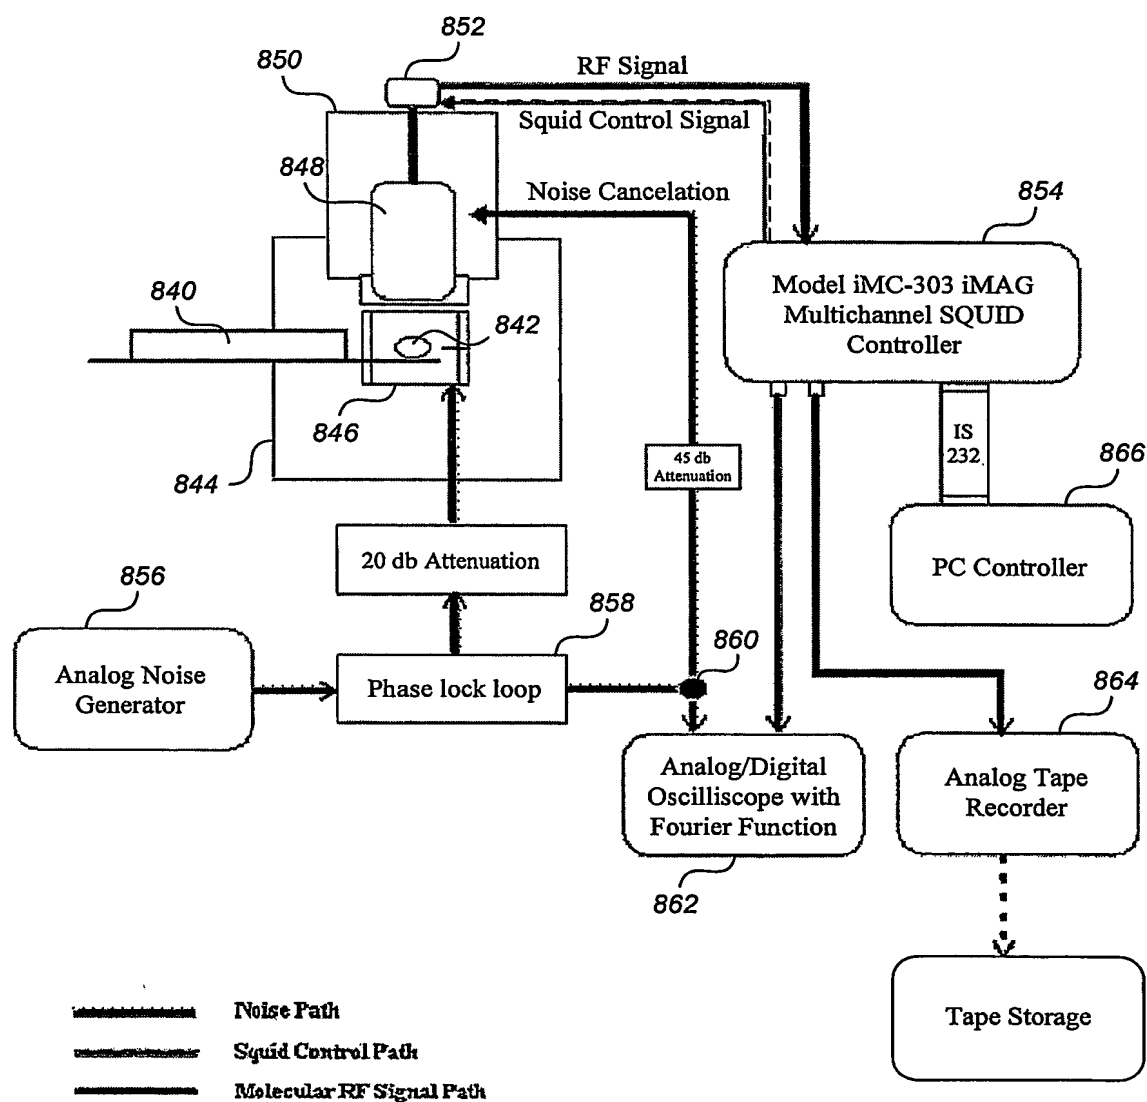 852
850
RF Signal
Squid Control Signal
848
Noise Cancelation
854
Model iMC-303 iMAG
Multichannel SQUID
Controller
840
842
846
844
45 db
Attenuation
IS
232
866
PC Controller
20 db Attenuation
856
858
860
Analog Noise
Generator
Phase lock loop
864
Analog/Digital
Oscilliscope with
Fourier Function
862
Analog Tape
Recorder
Tape Storage
Noise Path
Squid Control Path
Molecular RF Signal Path